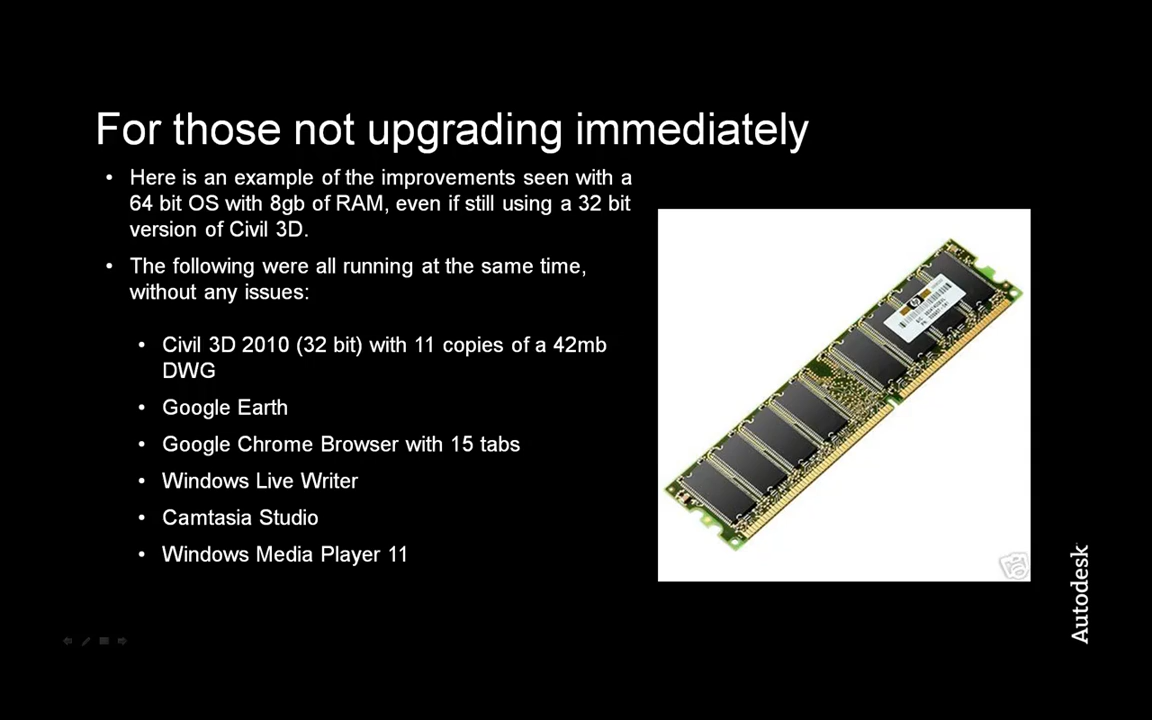 For those not upgrading immediately
• Here is an example of the improvements seen with a
64 bit OS with 8gb of RAM, even if still using a 32 bit
version of Civil 3D.
• The following were all running at the same time,
without any issues:
• Civil 3D 2010 (32 bit) with 11 copies of a 42mb
DWG
• Google Earth
• Google Chrome Browser with 15 tabs
• Windows Live Writer
• Camtasia Studio
• Windows Media Player 11
hp
Autodesk